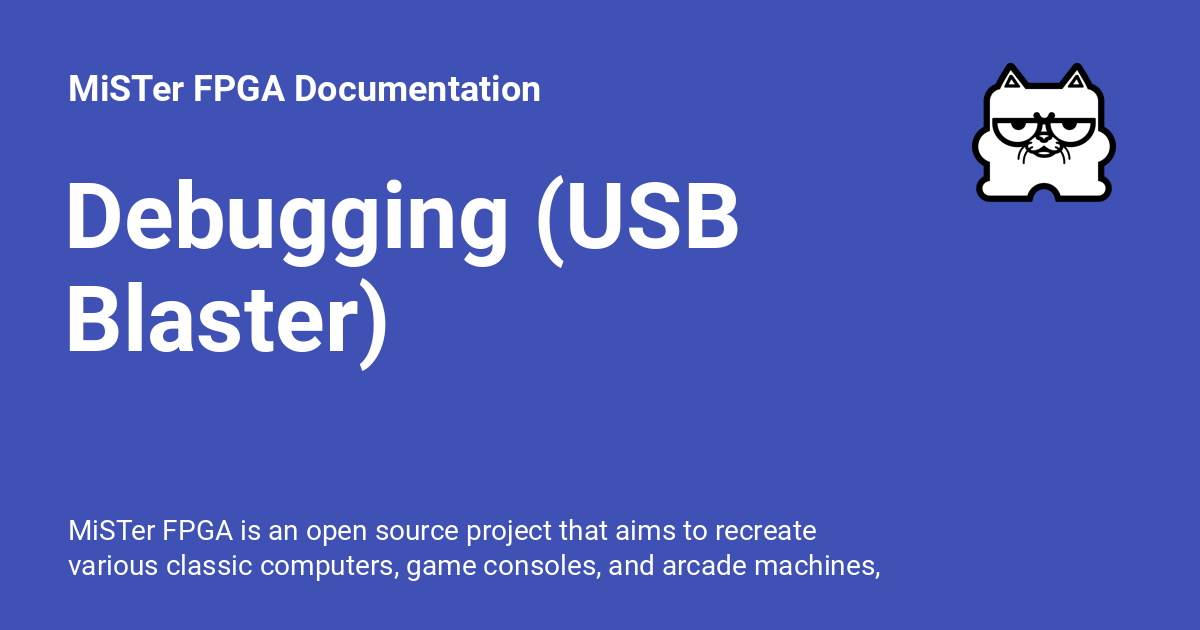 MiSTer FPGA Documentation
Debugging (USB
Blaster)
MiSTer FPGA is an open source project that aims to recreate
various classic computers, game consoles, and arcade machines,